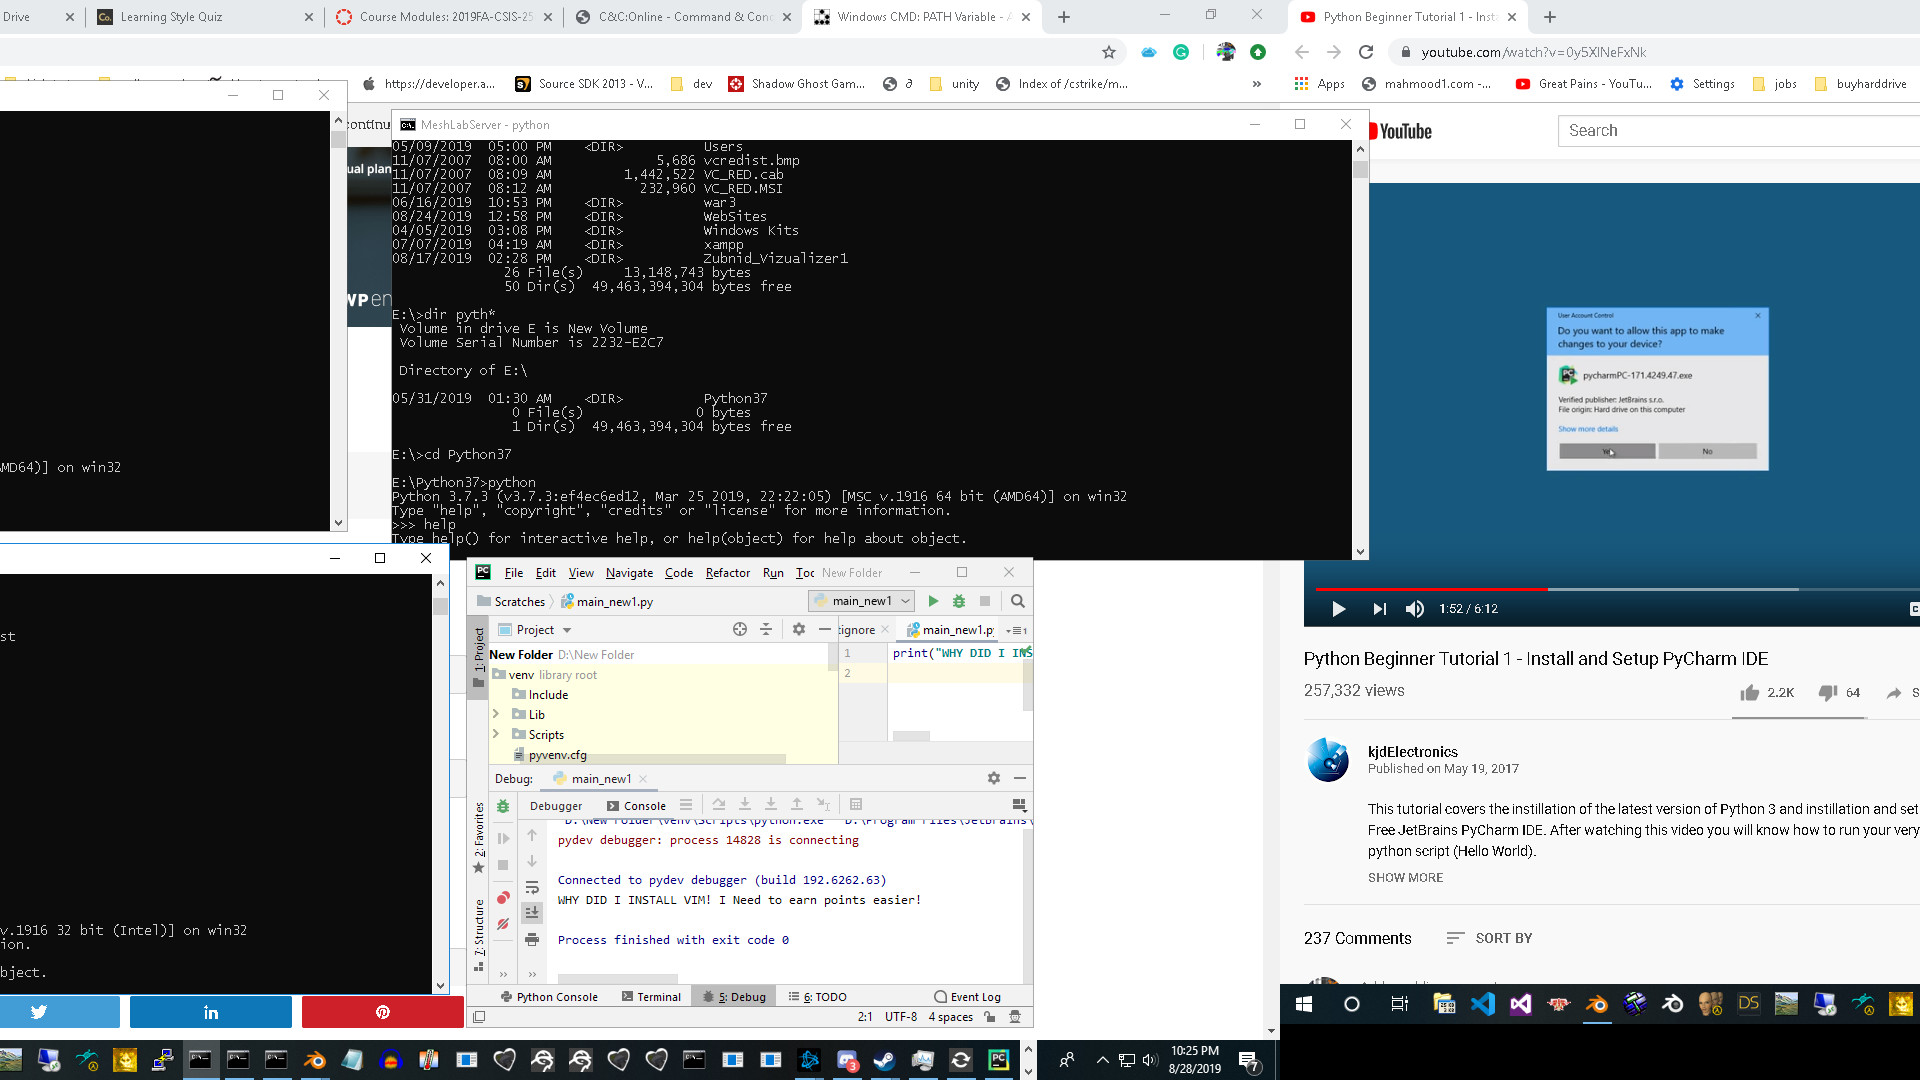 Drive
Learning Style Quiz
Course Modules: 2019FA-CSIS-25
C&C:Online - Command & Con
Windows CMD: PATH Variable - A
Python Beginner Tutorial 1 - Insta
youtube.com/watch?v=0y5XlNeFxNk
https://developer.a...
Source SDK 2013 - V...
dev
Shadow Ghost Gam...
∂
unity
Index of /cstrike/m...
»
Apps
mahmood1.com -...
Great Pains - YouTu...
Settings
jobs
buyharddrive
continu
ual plan
WP en
MeshLabServer - python
05/09/2019  05:00 PM    <DIR>          Users
11/07/2007  08:00 AM             5,686 vcredist.bmp
11/07/2007  08:09 AM         1,442,522 VC_RED.cab
11/07/2007  08:12 AM           232,960 VC_RED.MSI
06/16/2019  10:53 PM    <DIR>          war3
08/24/2019  12:58 PM    <DIR>          WebSites
04/05/2019  03:08 PM    <DIR>          Windows Kits
07/07/2019  04:19 AM    <DIR>          xampp
08/17/2019  02:28 PM    <DIR>          Zubnid_Vizualizer1
26 File(s)     13,148,743 bytes
50 Dir(s)  49,463,394,304 bytes free
E:\>dir pyth*
Volume in drive E is New Volume
Volume Serial Number is 2232-E2C7
Directory of E:\
05/31/2019  01:30 AM    <DIR>          Python37
0 File(s)              0 bytes
1 Dir(s)  49,463,394,304 bytes free
E:\>cd Python37
E:\Python37>python
Python 3.7.3 (v3.7.3:ef4ec6ed12, Mar 25 2019, 22:22:05) [MSC v.1916 64 bit (AMD64)] on win32
Type "help", "copyright", "credits" or "license" for more information.
>>> help
Type help() for interactive help, or help(object) for help about object.
AMD64)] on win32
st
v.1916 32 bit (Intel)] on win32
ion.
bject.
File Edit View Navigate Code Refactor Run Toc New Folder
Scratches main_new1.py
main_new1
Project
tignore
main_new1.py
1: Project
New Folder D:\New Folder
venv library root
Include
Lib
Scripts
pyvenv.cfg
1 print("WHY DID I INS
2
Debug: main_new1
Debugger Console
2: Favorites
7: Structure
"D:\New Folder\venv\Scripts\python.exe" "D:\Program Files\JetBrains\
pydev debugger: process 14828 is connecting
Connected to pydev debugger (build 192.6262.63)
WHY DID I INSTALL VIM! I Need to earn points easier!
Process finished with exit code 0
Python Console Terminal 5: Debug 6: TODO Event Log
2:1 UTF-8 4 spaces
YouTube
Search
User Account Control
Do you want to allow this app to make
changes to your device?
pycharmPC-171.4249.47.exe
Verified publisher: JetBrains s.r.o.
File origin: Hard drive on this computer
Show more details
Yes
No
1:52 / 6:12
Python Beginner Tutorial 1 - Install and Setup PyCharm IDE
257,332 views
2.2K
64
S
kjdElectronics
Published on May 19, 2017
This tutorial covers the instillation of the latest version of Python 3 and instillation and set
Free JetBrains PyCharm IDE. After watching this video you will know how to run your very
python script (Hello World).
SHOW MORE
237 Comments
SORT BY
DS
3
10:25 PM
8/28/2019
7